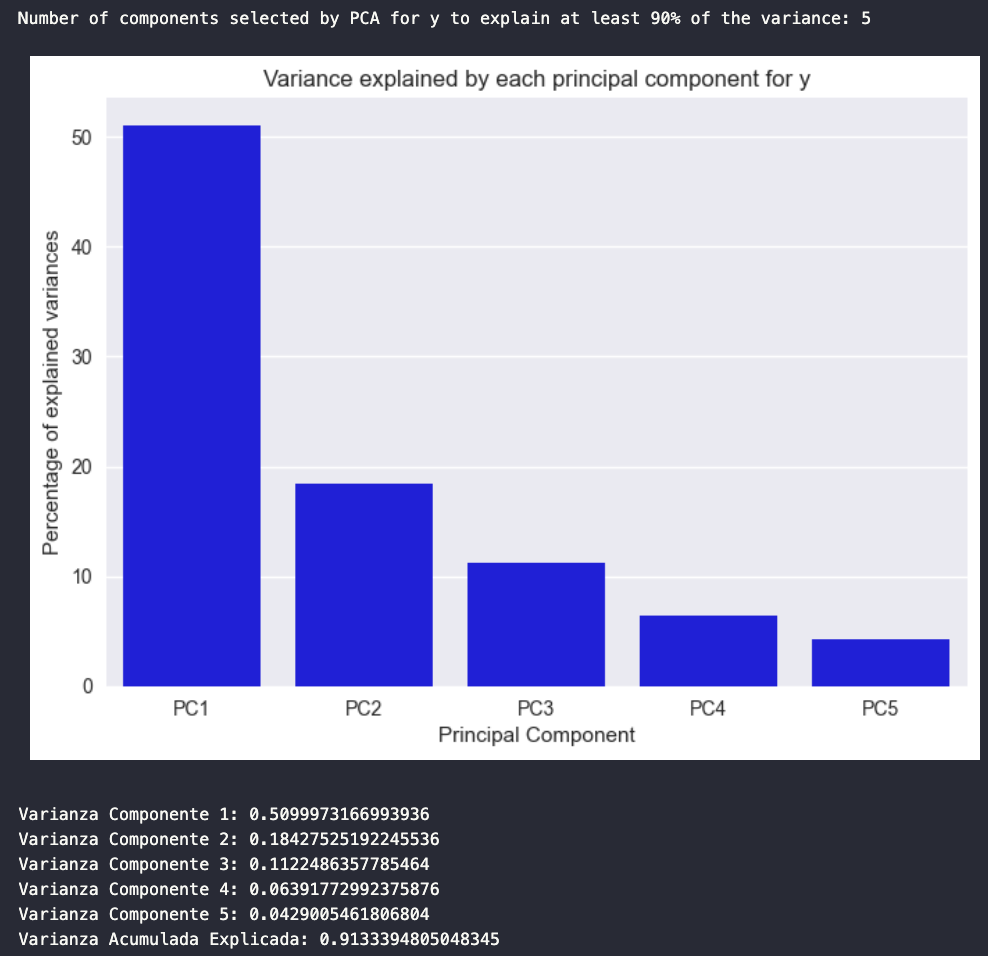 Number of components selected by PCA for y to explain at least 90% of the variance: 5
Variance explained by each principal component for y
Percentage of explained variances
50
40
30
20
10
0
PC1 PC2 PC3 PC4 PC5
Principal Component
Varianza Componente 1: 0.5099973166993936
Varianza Componente 2: 0.18427525192245536
Varianza Componente 3: 0.1122486357785464
Varianza Componente 4: 0.06391772992375876
Varianza Componente 5: 0.0429005461806804
Varianza Acumulada Explicada: 0.9133394805048345